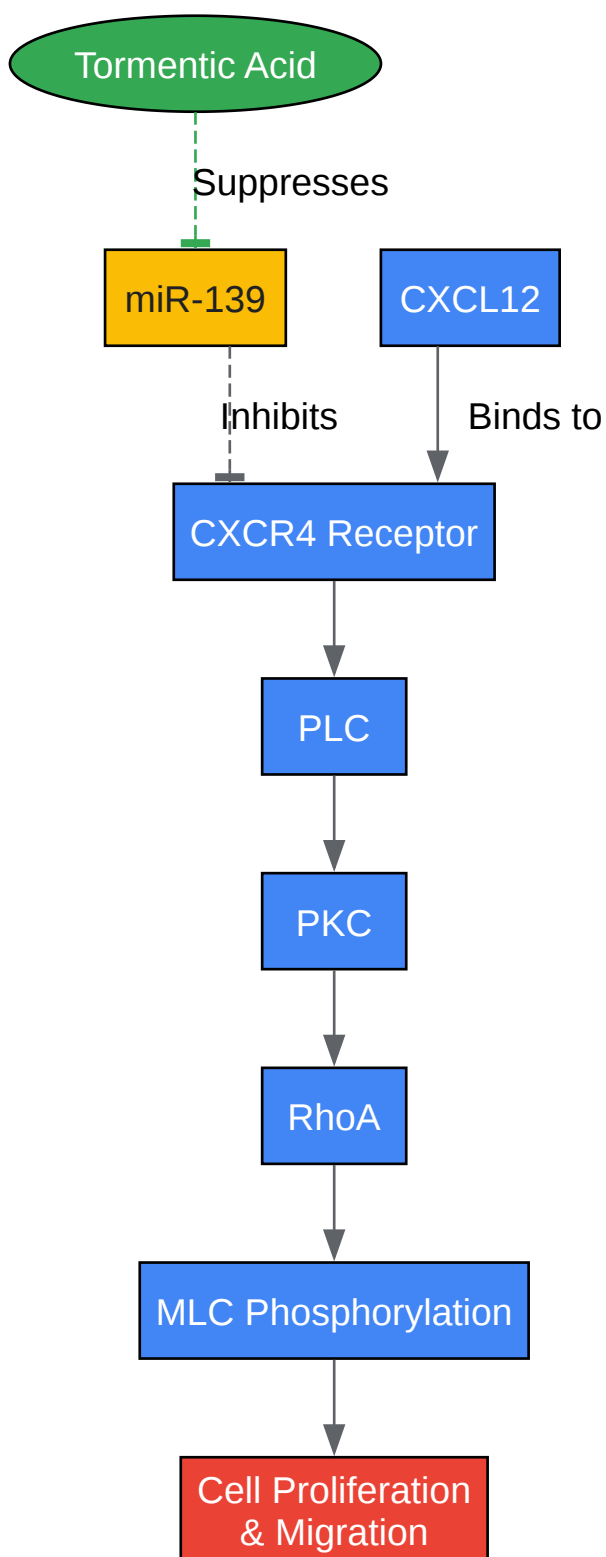 Tormentic Acid
Suppresses
miR-139
CXCL12
Inhibits
Binds to
CXCR4 Receptor
PLC
PKC
RhoA
MLC Phosphorylation
Cell Proliferation
& Migration